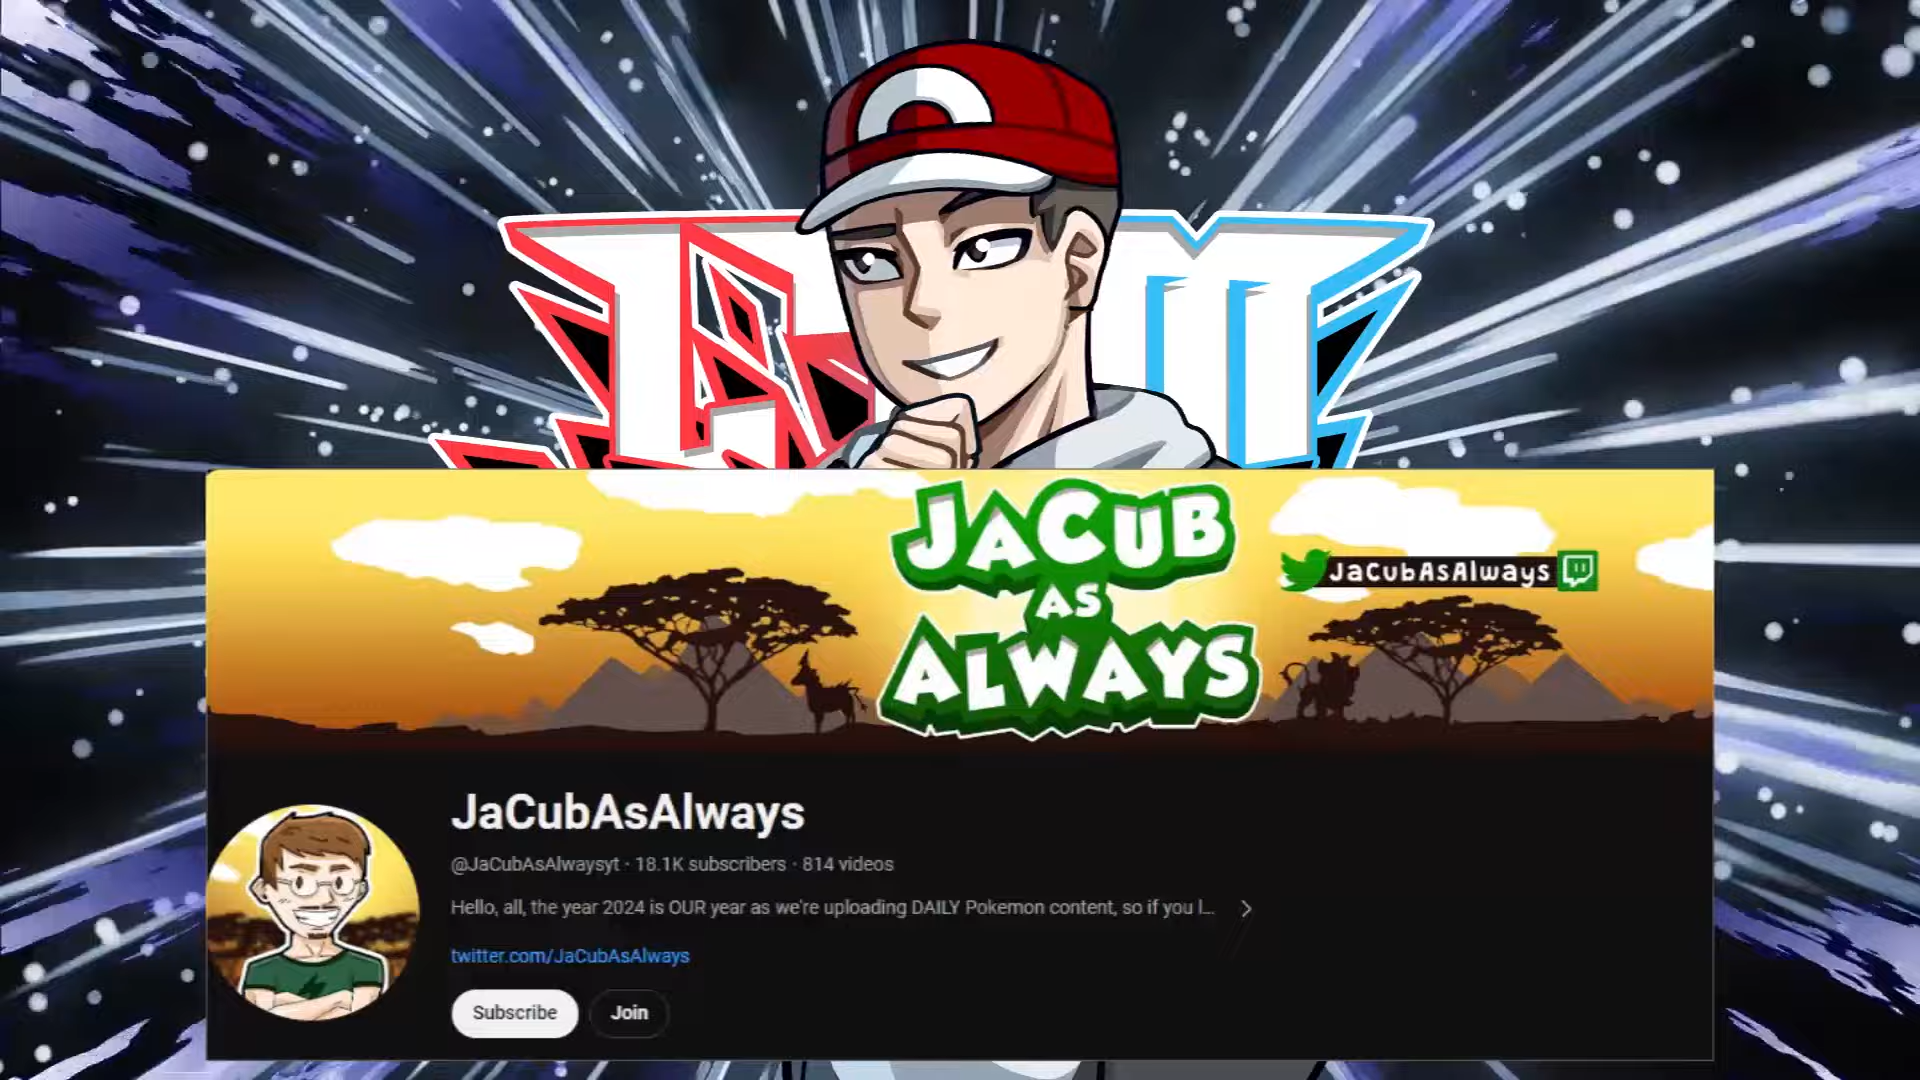 JACUB
AS
ALWAYS
JaCubAsAlways
JaCubAsAlways
@JaCubAsAlwaysyt · 18.1K subscribers · 814 videos
Hello, all, the year 2024 is OUR year as we're uploading DAILY Pokemon content, so if you l...
twitter.com/JaCubAsAlways
Subscribe
Join